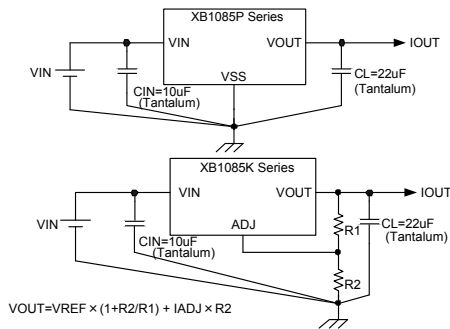 XB1085P Series
VIN
VOUT
IOUT
VSS
VIN
CIN=10uF
(Tantalum)
CL=22uF
(Tantalum)
XB1085K Series
VIN
VOUT
IOUT
ADJ
VIN
CIN=10uF
(Tantalum)
R1
CL=22uF
(Tantalum)
R2
VOUT=VREF×(1+R2/R1) + IADJ×R2